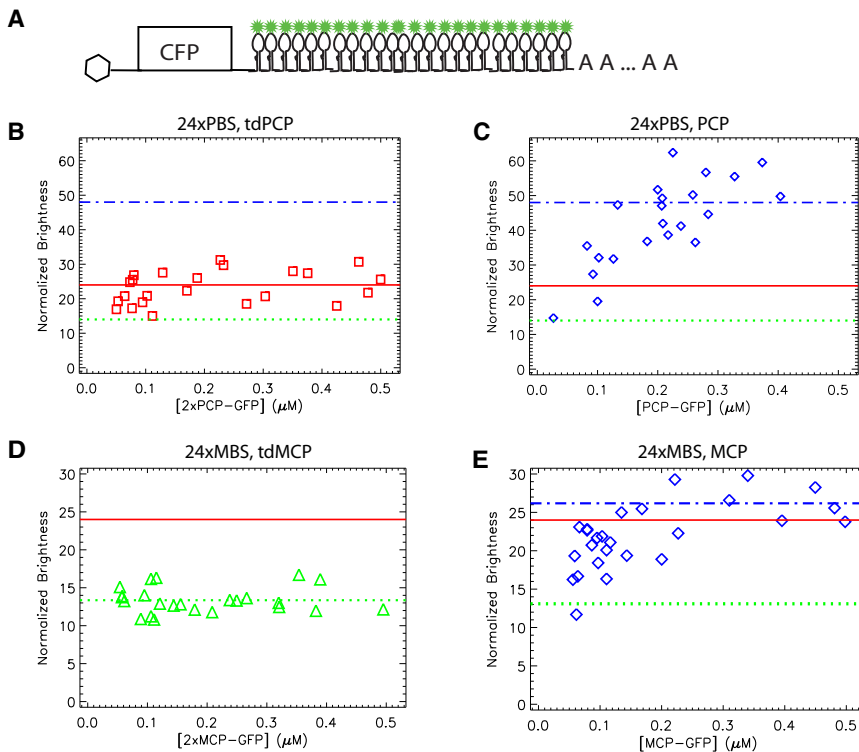 A
CFP
A A ... A A
B
24xPBS, tdPCP
Normalized Brightness
60
50
40
30
20
10
0
0.0 0.1 0.2 0.3 0.4 0.5
[2xPCP-GFP] (μM)
C
24xPBS, PCP
Normalized Brightness
60
50
40
30
20
10
0
0.0 0.1 0.2 0.3 0.4 0.5
[PCP-GFP] (μM)
D
24xMBS, tdMCP
Normalized Brightness
30
25
20
15
10
5
0
0.0 0.1 0.2 0.3 0.4 0.5
[2xMCP-GFP] (μM)
E
24xMBS, MCP
Normalized Brightness
30
25
20
15
10
5
0
0.0 0.1 0.2 0.3 0.4 0.5
[MCP-GFP] (μM)